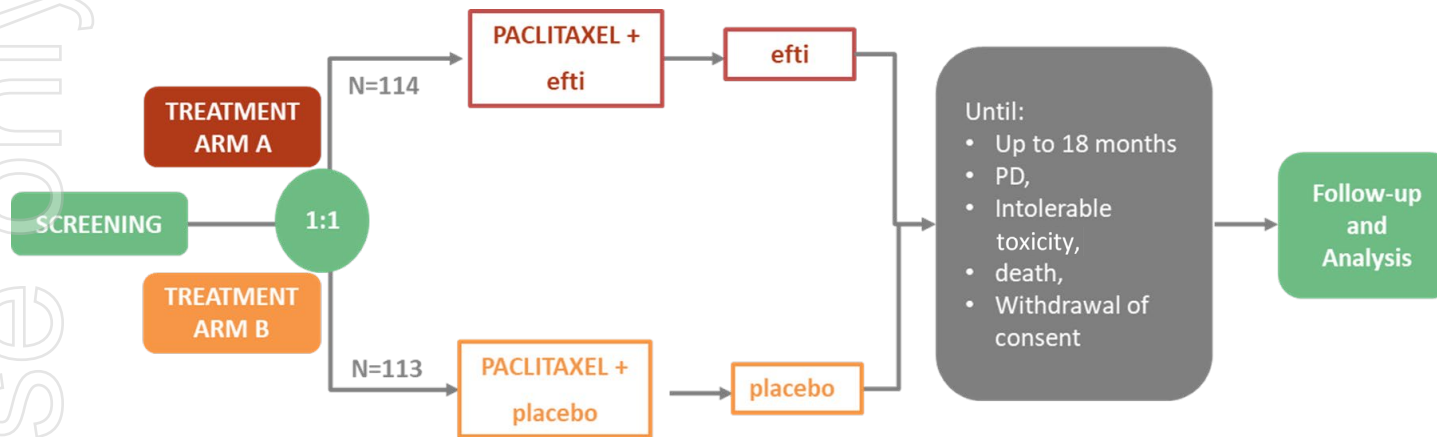 TREATMENT
ARM A
SCREENING
1:1
TREATMENT
ARM B
N=114
PACLITAXEL +
efti
efti
N=113
PACLITAXEL +
placebo
placebo
Until:
• Up to 18 months
• PD,
• Intolerable
toxicity,
• death,
• Withdrawal of
consent
Follow-up
and
Analysis